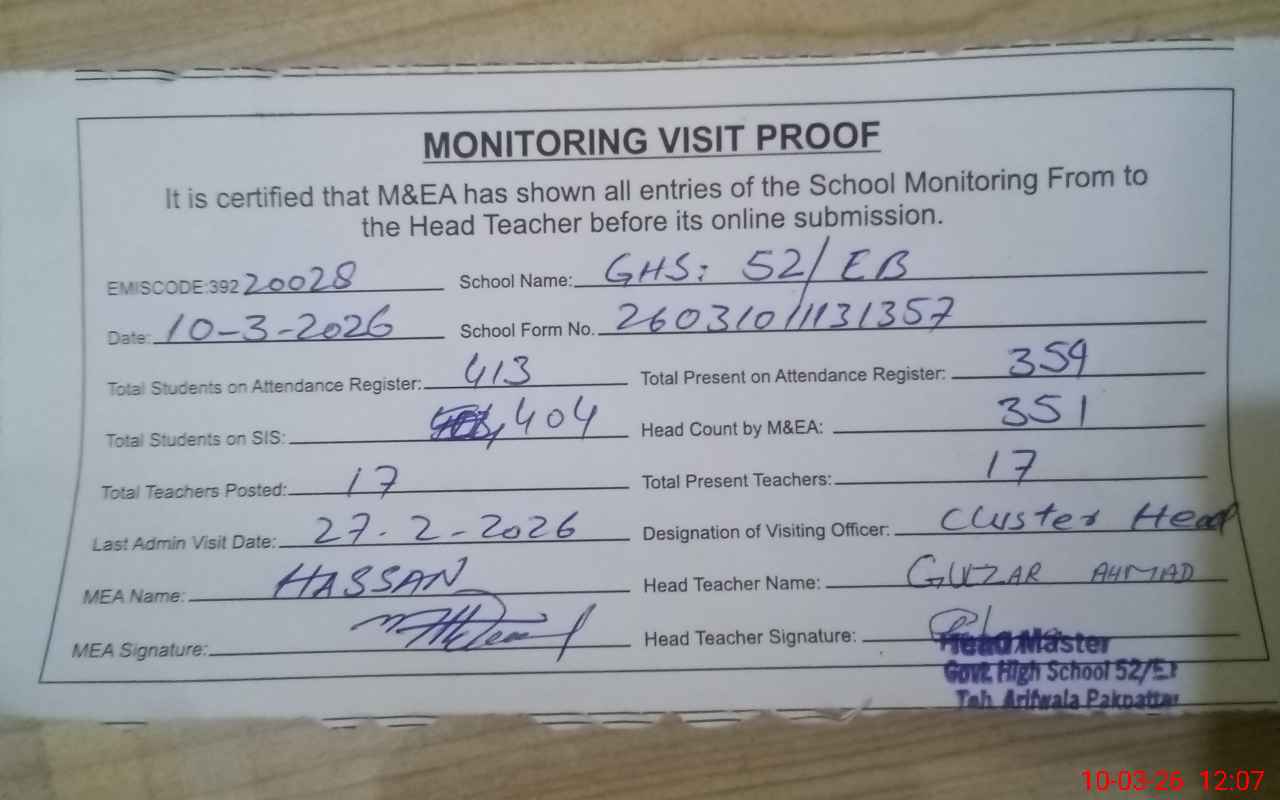 MONITORING VISIT PROOF
It is certified that M&EA has shown all entries of the School Monitoring From to
the Head Teacher before its online submission.
EMISCODE:392 20028 School Name: GHS: 52/EB
Date: 10-3-2026 School Form No. 260310111131357
Total Students on Attendance Register: 413 Total Present on Attendance Register: 359
Total Students on SIS: 404 Head Count by M&EA: 351
Total Teachers Posted: 17 Total Present Teachers: 17
Last Admin Visit Date: 27-2-2026 Designation of Visiting Officer: Cluster Head
MEA Name: HASSAN Head Teacher Name: GULZAR AHMAD
MEA Signature: Head Teacher Signature:
Head Master
Govt. High School 52/E
Teh. Arifwala Pakpattan
10-03-26 12:07